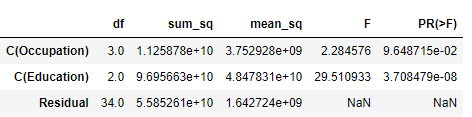 df sum_sq mean_sq F PR(>F)
C(Occupation) 3.0 1.125878e+10 3.752928e+09 2.284576 9.648715e-02
C(Education) 2.0 9.695663e+10 4.847831e+10 29.510933 3.708479e-08
Residual 34.0 5.585261e+10 1.642724e+09 NaN NaN